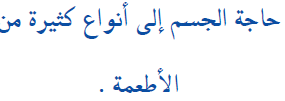 حاجة الجسم إلى أنواع كثيرة من
الأطعمة .